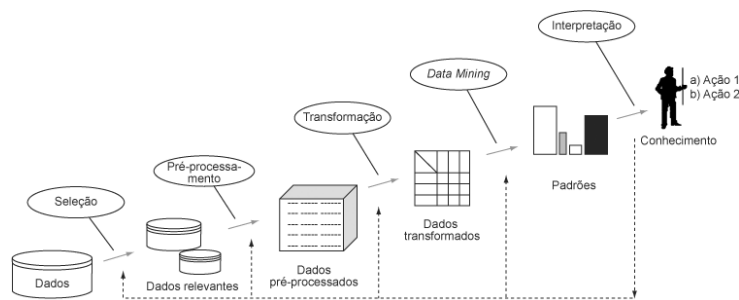 Interpretação
a) Ação 1
b) Ação 2
Conhecimento
Data Mining
Padrões
Transformação
Dados
transformados
Pré-processa-
mento
Dados
pré-processados
Seleção
Dados relevantes
Dados